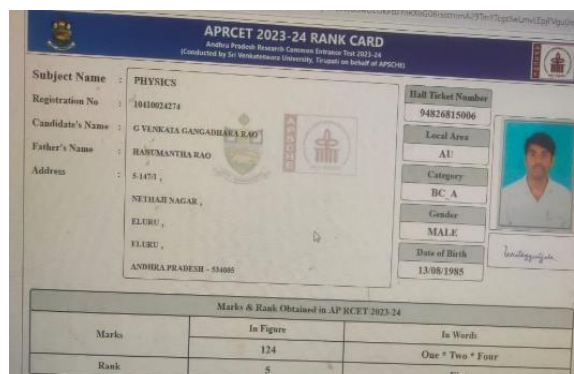 APRCET 2023-24 RANK CARD
Andhra Pradesh Research Common Entrance Test 2023-24
(Conducted by Sri Venkateswara University, Tirupati on behalf of APSCHE)
Subject Name : PHYSICS
Registration No : 10410024274
Candidate's Name : G VENKATA GANGADHARA RAO
Father's Name : HANUMANTHA RAO
Address : 5-147/1 ,
NETHAJI NAGAR ,
ELURU ,
ELURU ,
ANDHRA PRADESH - 534005
APSCHE
Hall Ticket Number
94826815006
Local Area
AU
Category
BC_A
Gender
MALE
Date of Birth
13/08/1985
Marks & Rank Obtained in AP RCET 2023-24
In Figure In Words
Marks 124 One * Two * Four
Rank 5